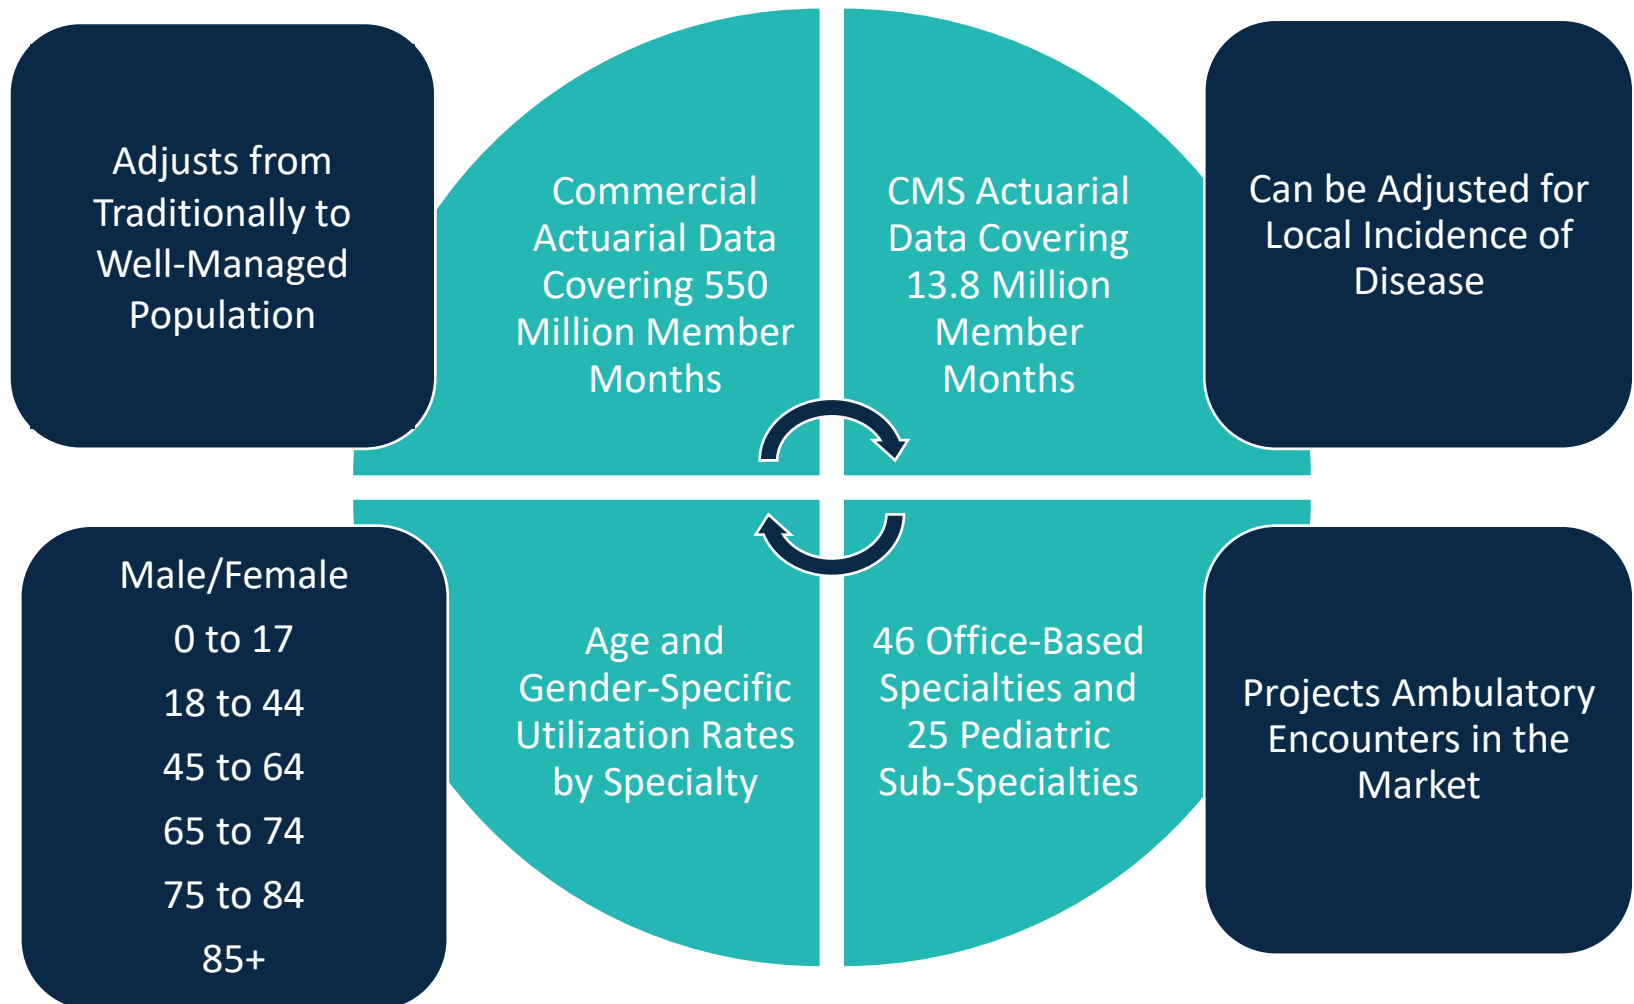 Adjusts from
Traditionally to
Well-Managed
Population
Commercial
Actuarial Data
Covering 550
Million Member
Months
CMS Actuarial
Data Covering
13.8 Million
Member
Months
Can be Adjusted for
Local Incidence of
Disease
Male/Female
0 to 17
18 to 44
45 to 64
65 to 74
75 to 84
85+
Age and
Gender-Specific
Utilization Rates
by Specialty
46 Office-Based
Specialties and
25 Pediatric
Sub-Specialties
Projects Ambulatory
Encounters in the
Market